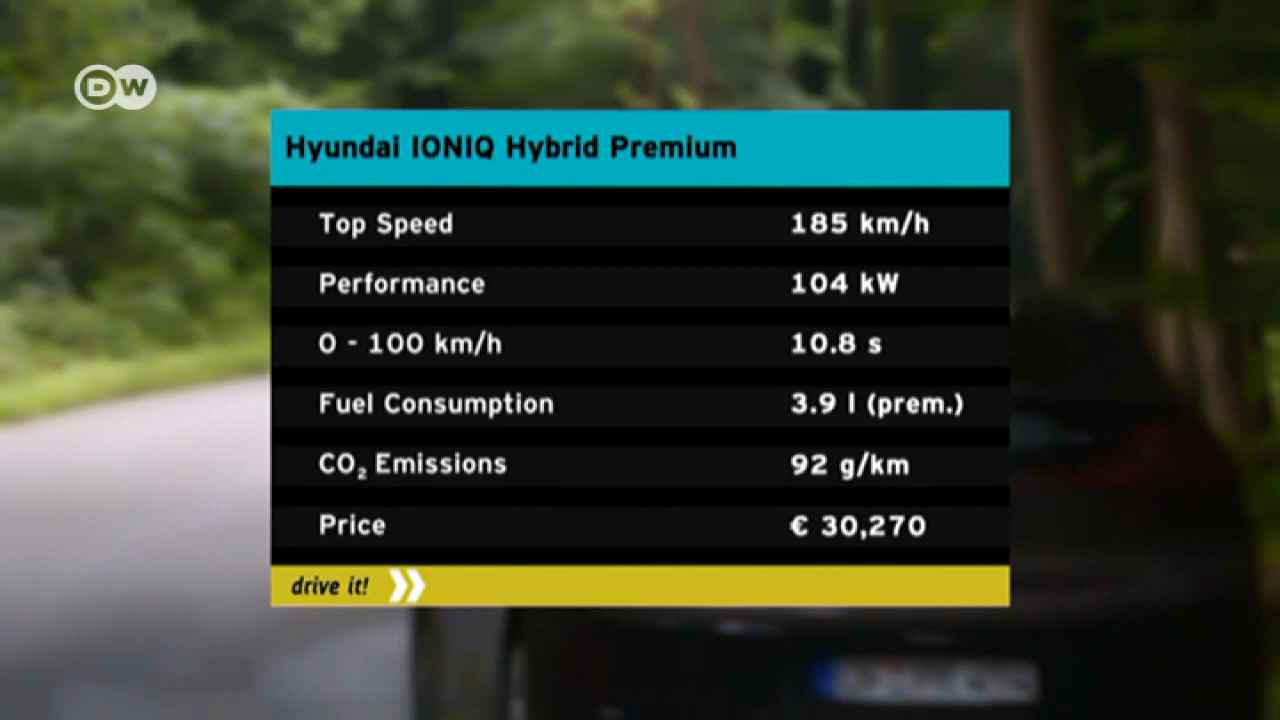 DW
Hyundai IONIQ Hybrid Premium
Top Speed 185 km/h
Performance 104 kW
0 - 100 km/h 10.8 s
Fuel Consumption 3.9 l (prem.)
CO₂ Emissions 92 g/km
Price € 30,270
drive it!